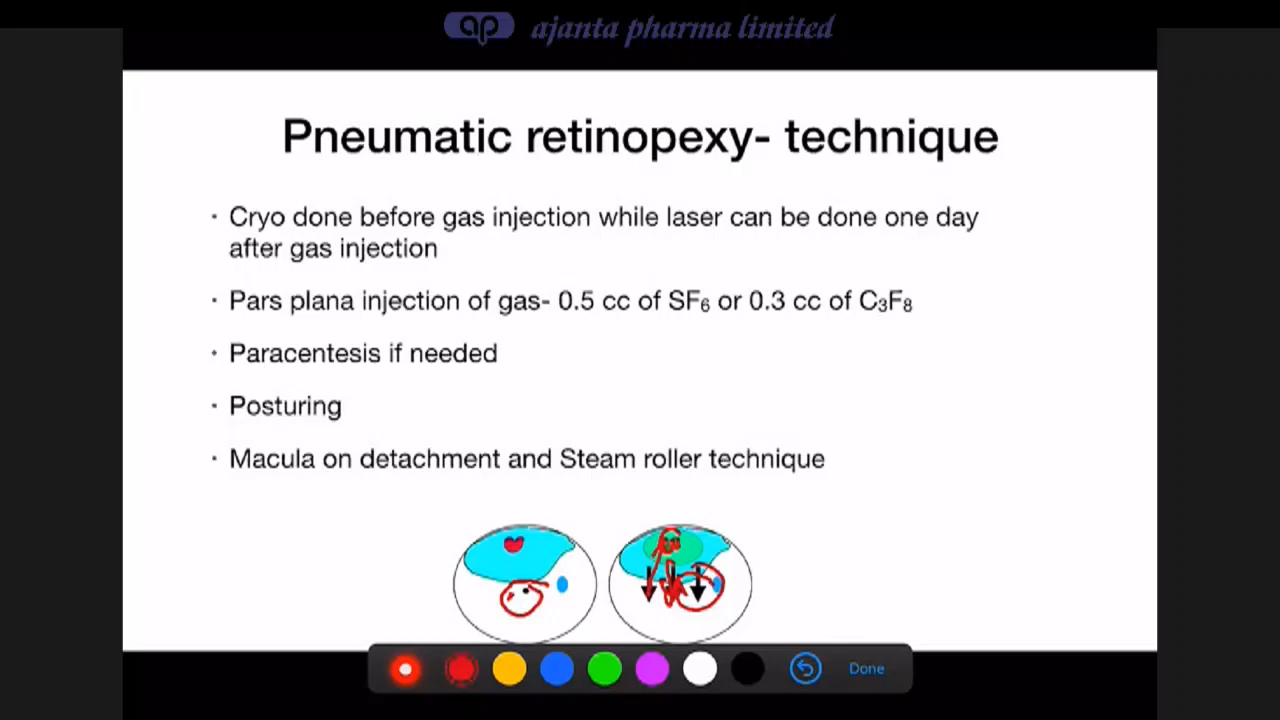 ap ajanta pharma limited
Pneumatic retinopexy- technique
· Cryo done before gas injection while laser can be done one day
after gas injection
· Pars plana injection of gas- 0.5 cc of SF₆ or 0.3 cc of C₃F₈
· Paracentesis if needed
· Posturing
· Macula on detachment and Steam roller technique
Done